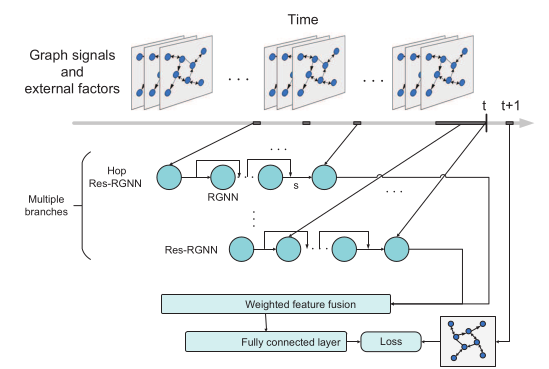 Time
Graph signals
and
external factors
. . .
. . .
t
t+1
. . .
Hop
Res-RGNN
RGNN
. . .
s
. . .
Multiple
branches
Res-RGNN
. . .
Weighted feature fusion
Fully connected layer
Loss